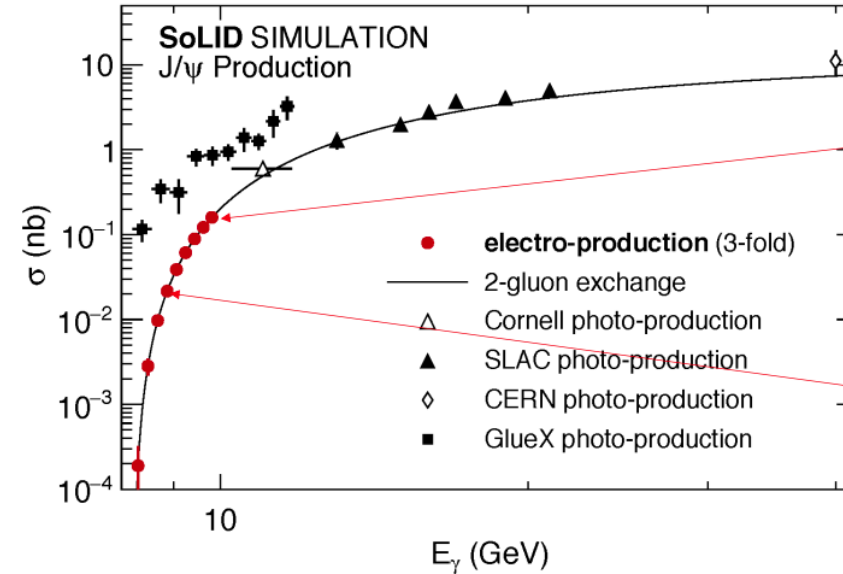 SoLID SIMULATION
J/ψ Production
10
1
10⁻¹
10⁻²
10⁻³
10⁻⁴
σ (nb)
electro-production (3-fold)
2-gluon exchange
Cornell photo-production
SLAC photo-production
CERN photo-production
GlueX photo-production
10
E_γ (GeV)